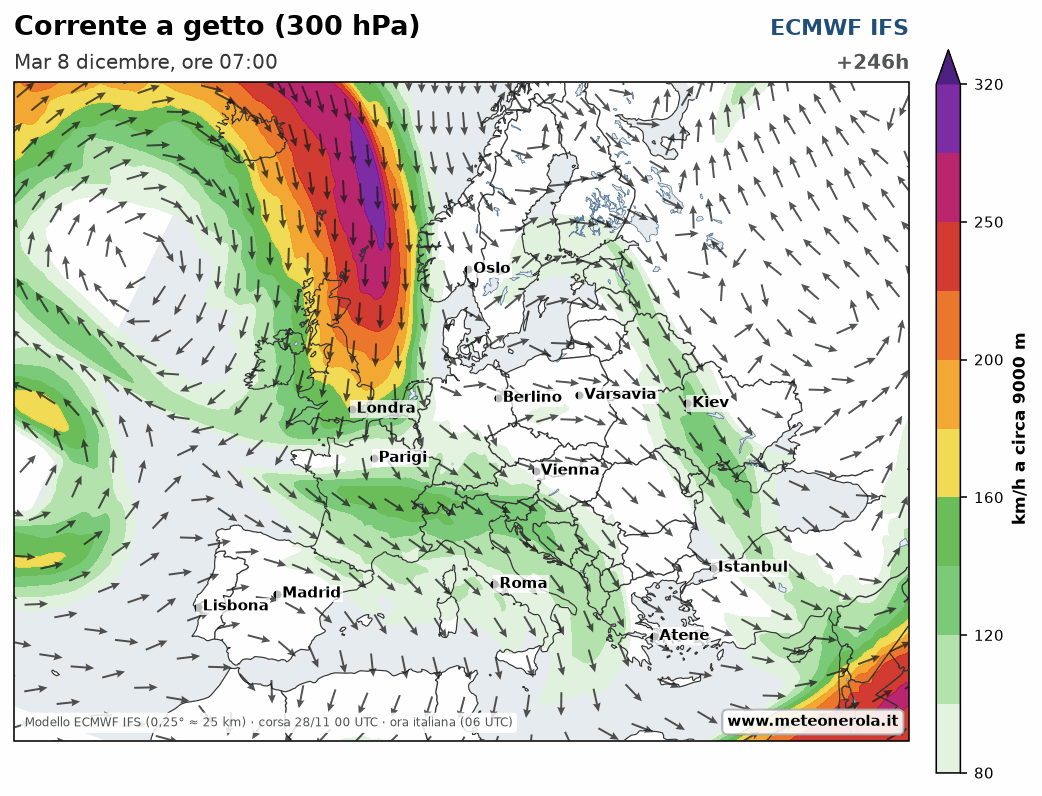 Corrente a getto (300 hPa)
ECMWF IFS
Mar 8 dicembre, ore 07:00
+246h
320
250
200
160
120
80
km/h a circa 9000 m
Oslo
Berlino
Varsavia
Kiev
Londra
Parigi
Vienna
Istanbul
Roma
Madrid
Lisbona
Atene
Modello ECMWF IFS (0,25° ≈ 25 km) · corsa 28/11 00 UTC · ora italiana (06 UTC)
www.meteonerola.it